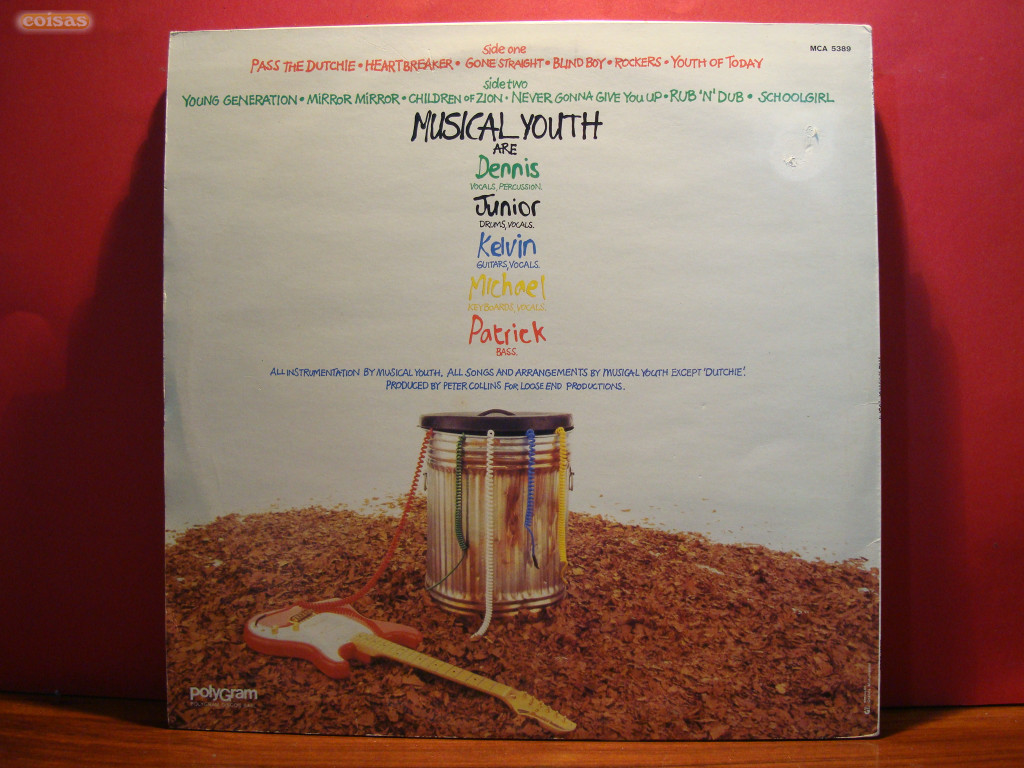 coisas
MCA 5389
side one
PASS THE DUTCHIE • HEARTBREAKER • GONE STRAIGHT • BLIND BOY • ROCKERS • YOUTH OF TODAY
side two
YOUNG GENERATION • MIRROR MIRROR • CHILDREN OF ZION • NEVER GONNA GIVE YOU UP • RUB 'N' DUB • SCHOOLGIRL
MUSICAL YOUTH
ARE
Dennis
VOCALS, PERCUSSION.
Junior
DRUMS, VOCALS.
Kelvin
GUITARS, VOCALS.
Michael
KEYBOARDS, VOCALS.
Patrick
BASS.
ALL INSTRUMENTATION BY MUSICAL YOUTH. ALL SONGS AND ARRANGEMENTS BY MUSICAL YOUTH EXCEPT 'DUTCHIE'.
PRODUCED BY PETER COLLINS FOR LOOSE END PRODUCTIONS.
polyGram